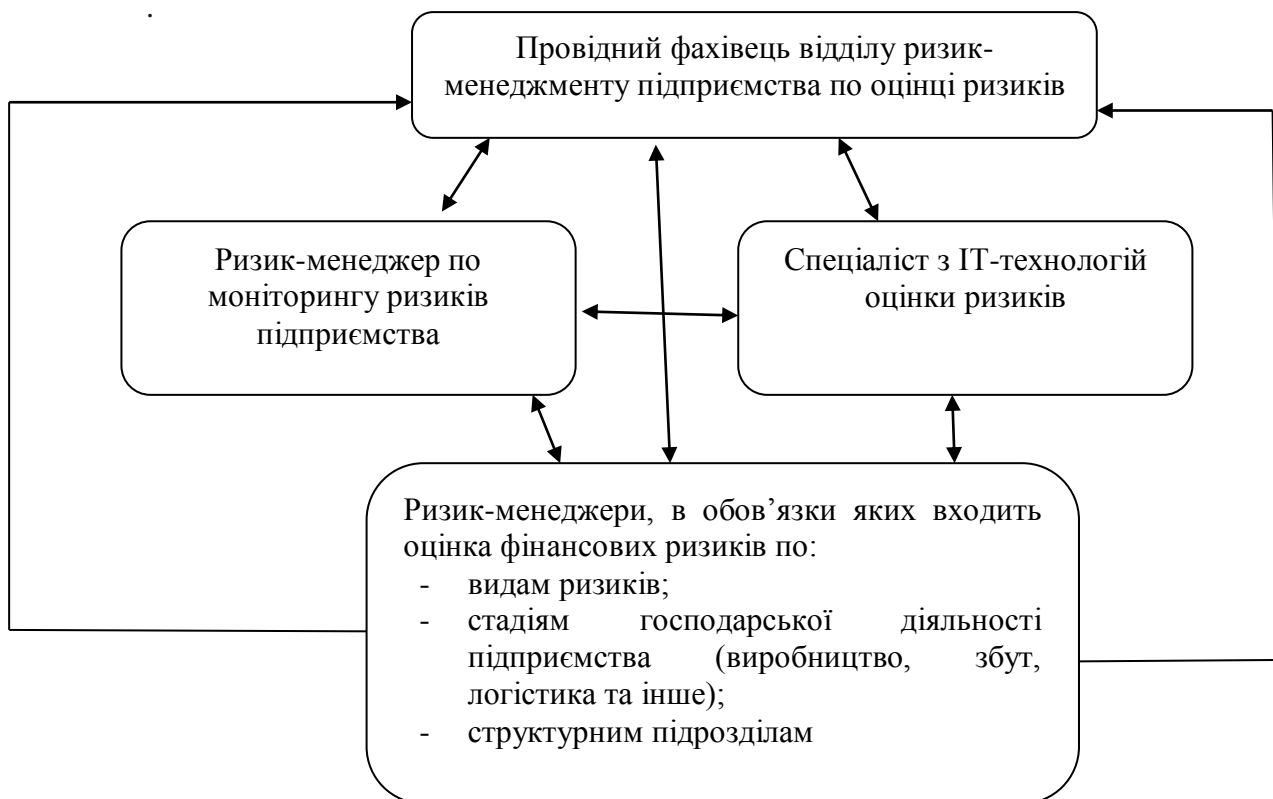 .
Провідний фахівець відділу ризик-
менеджменту підприємства по оцінці ризиків
Ризик-менеджер по
моніторингу ризиків
підприємства
Спеціаліст з ІТ-технологій
оцінки ризиків
Ризик-менеджери, в обов’язки яких входить
оцінка фінансових ризиків по:
- видам ризиків;
- стадіям господарської діяльності
підприємства (виробництво, збут,
логістика та інше);
- структурним підрозділам